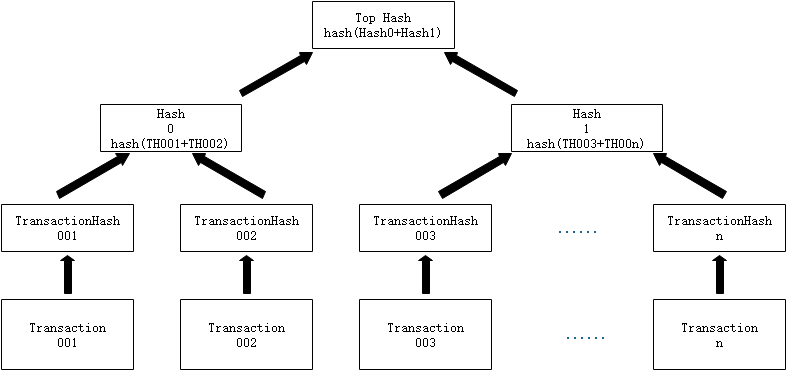 Top Hash
hash(Hash0+Hash1)
Hash
0
hash(TH001+TH002)
Hash
1
hash(TH003+TH00n)
TransactionHash
001
TransactionHash
002
TransactionHash
003
......
TransactionHash
n
Transaction
001
Transaction
002
Transaction
003
......
Transaction
n